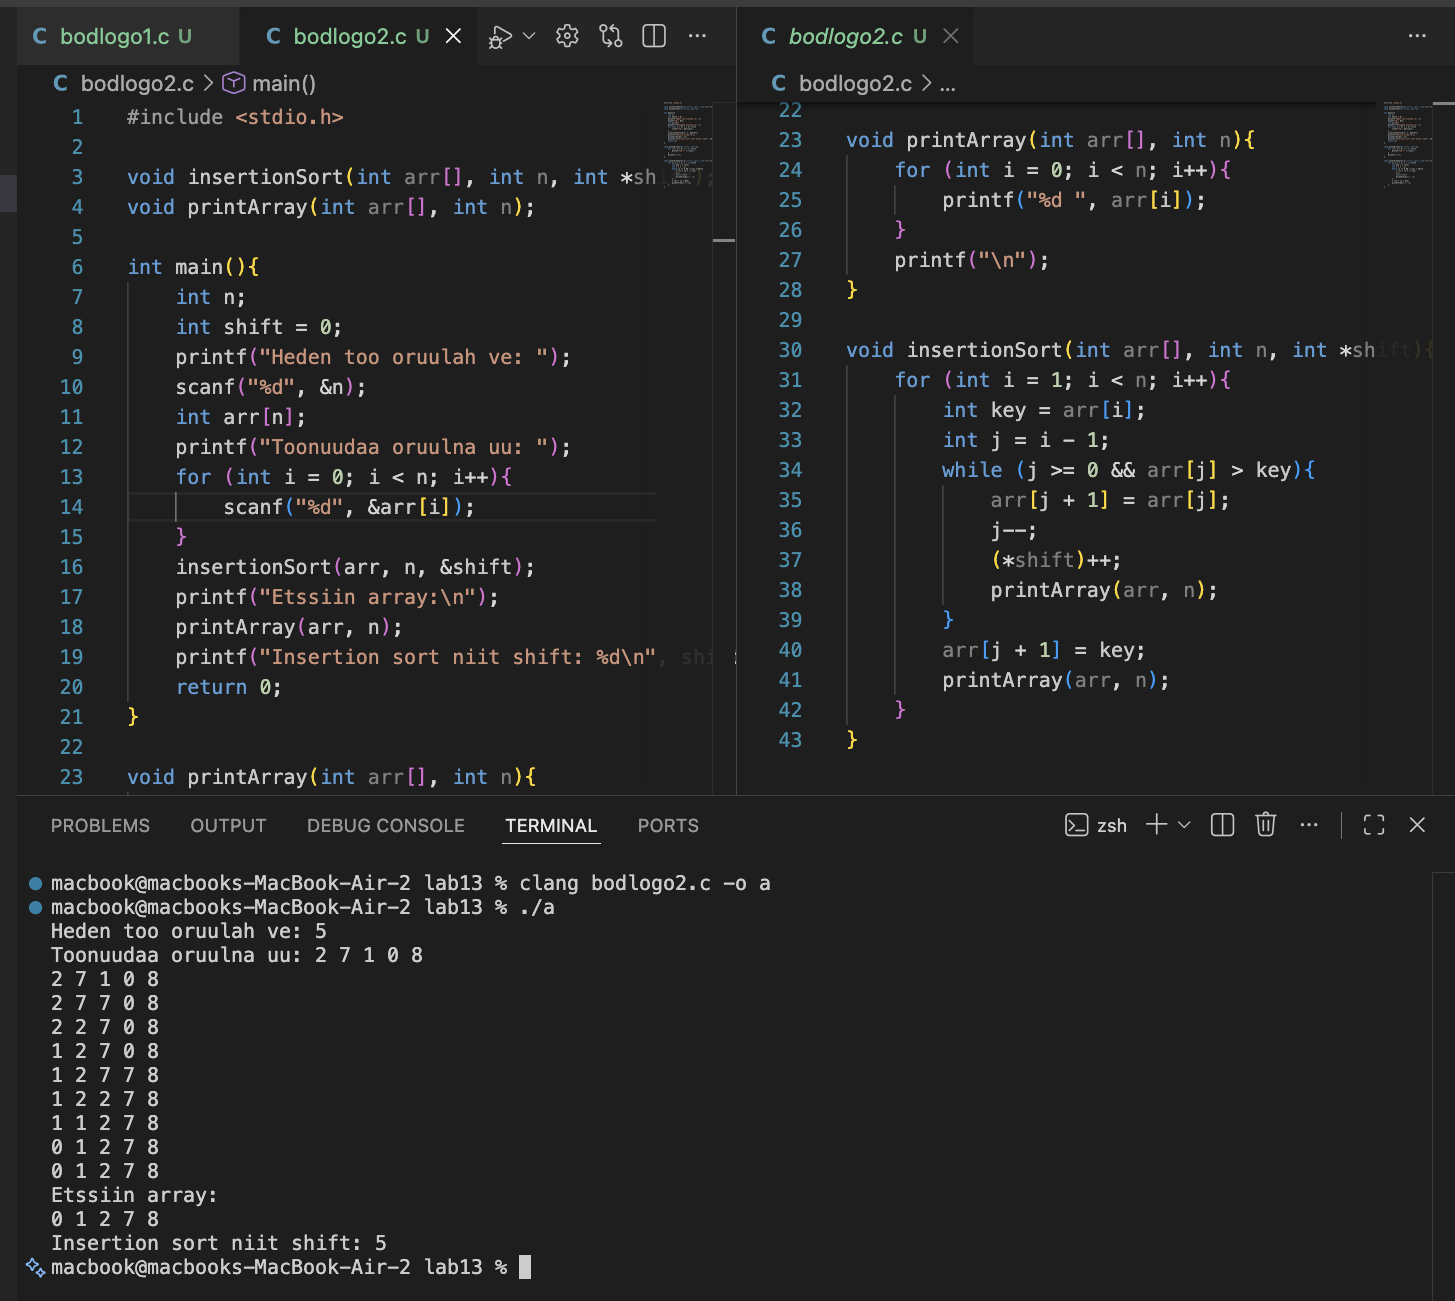 bodlogo1.c U
bodlogo2.c U
bodlogo2.c > main()
1 #include <stdio.h>
2
3 void insertionSort(int arr[], int n, int *shift);
4 void printArray(int arr[], int n);
5
6 int main(){
7     int n;
8     int shift = 0;
9     printf("Heden too oruulah ve: ");
10     scanf("%d", &n);
11     int arr[n];
12     printf("Toonuudaa oruulna uu: ");
13     for (int i = 0; i < n; i++){
14         scanf("%d", &arr[i]);
15     }
16     insertionSort(arr, n, &shift);
17     printf("Etssiin array:\n");
18     printArray(arr, n);
19     printf("Insertion sort niit shift: %d\n", shi
20     return 0;
21 }
22
23 void printArray(int arr[], int n){
bodlogo2.c U
bodlogo2.c > ...
22
23 void printArray(int arr[], int n){
24     for (int i = 0; i < n; i++){
25         printf("%d ", arr[i]);
26     }
27     printf("\n");
28 }
29
30 void insertionSort(int arr[], int n, int *shift){
31     for (int i = 1; i < n; i++){
32         int key = arr[i];
33         int j = i - 1;
34         while (j >= 0 && arr[j] > key){
35             arr[j + 1] = arr[j];
36             j--;
37             (*shift)++;
38             printArray(arr, n);
39         }
40         arr[j + 1] = key;
41         printArray(arr, n);
42     }
43 }
PROBLEMS OUTPUT DEBUG CONSOLE TERMINAL PORTS zsh
macbook@macbooks-MacBook-Air-2 lab13 % clang bodlogo2.c -o a
macbook@macbooks-MacBook-Air-2 lab13 % ./a
Heden too oruulah ve: 5
Toonuudaa oruulna uu: 2 7 1 0 8
2 7 1 0 8
2 7 7 0 8
2 2 7 0 8
1 2 7 0 8
1 2 7 7 8
1 2 2 7 8
1 1 2 7 8
0 1 2 7 8
0 1 2 7 8
Etssiin array:
0 1 2 7 8
Insertion sort niit shift: 5
macbook@macbooks-MacBook-Air-2 lab13 %